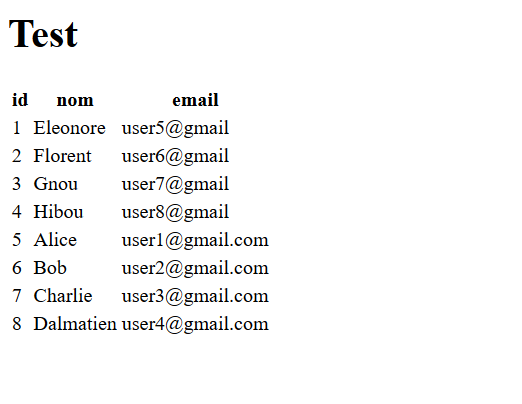 Test
id nom email
1 Eleonore user5@gmail
2 Florent user6@gmail
3 Gnou user7@gmail
4 Hibou user8@gmail
5 Alice user1@gmail.com
6 Bob user2@gmail.com
7 Charlie user3@gmail.com
8 Dalmatien user4@gmail.com